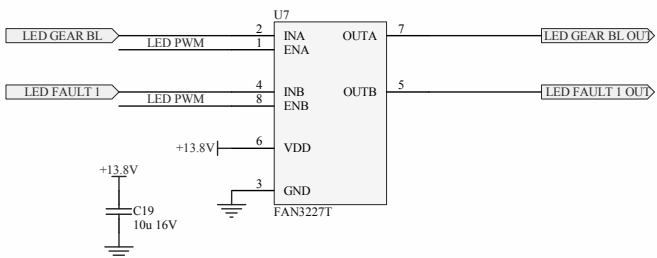 U7
LED GEAR BL 2 INA OUTA 7 LED GEAR BL OUT
LED PWM 1 ENA
LED FAULT 1 4 INB OUTB 5 LED FAULT 1 OUT
LED PWM 8 ENB
+13.8V 6 VDD
+13.8V
3 GND
FAN3227T
C19
10u 16V